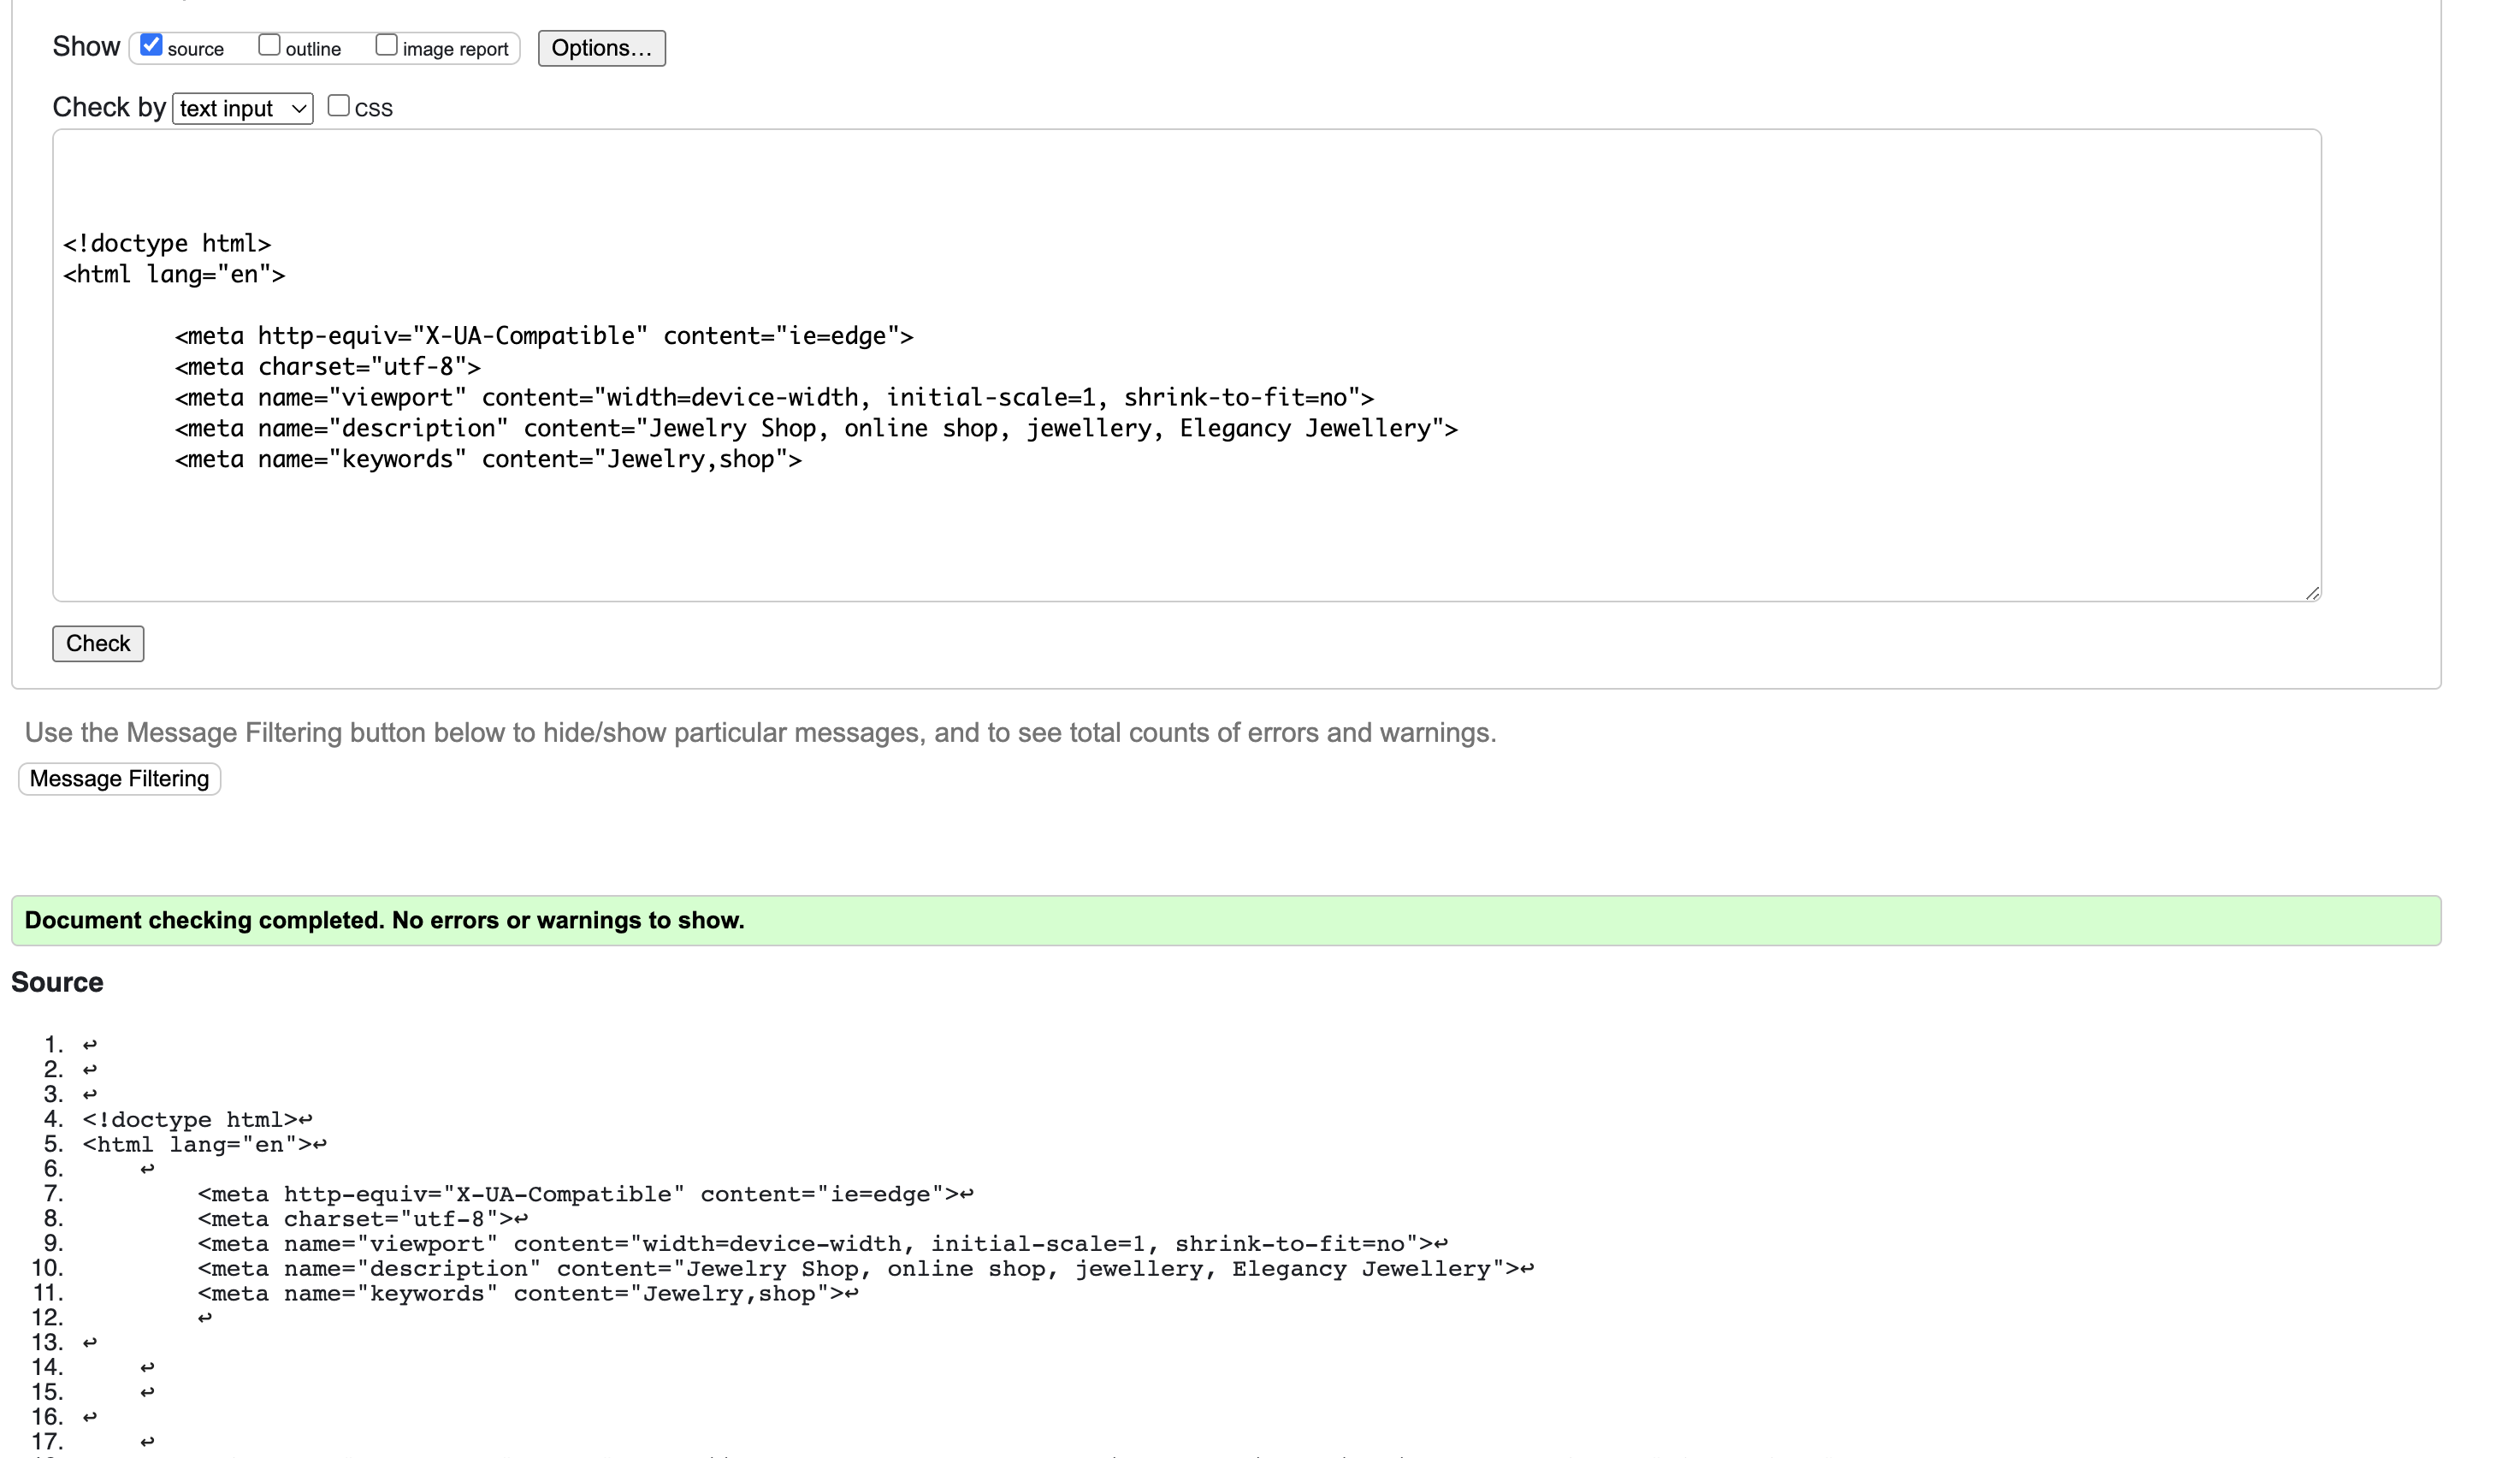 Show source outline image report Options...
Check by text input CSS
<!doctype html>
<html lang="en">
<meta http-equiv="X-UA-Compatible" content="ie=edge">
<meta charset="utf-8">
<meta name="viewport" content="width=device-width, initial-scale=1, shrink-to-fit=no">
<meta name="description" content="Jewelry Shop, online shop, jewellery, Elegancy Jewellery">
<meta name="keywords" content="Jewelry,shop">
Check
Use the Message Filtering button below to hide/show particular messages, and to see total counts of errors and warnings.
Message Filtering
Document checking completed. No errors or warnings to show.
Source
1. ↩
2. ↩
3. ↩
4. <!doctype html>↩
5. <html lang="en">↩
6. ↩
7. <meta http-equiv="X-UA-Compatible" content="ie=edge">↩
8. <meta charset="utf-8">↩
9. <meta name="viewport" content="width=device-width, initial-scale=1, shrink-to-fit=no">↩
10. <meta name="description" content="Jewelry Shop, online shop, jewellery, Elegancy Jewellery">↩
11. <meta name="keywords" content="Jewelry,shop">↩
12. ↩
13. ↩
14. ↩
15. ↩
16. ↩
17. ↩